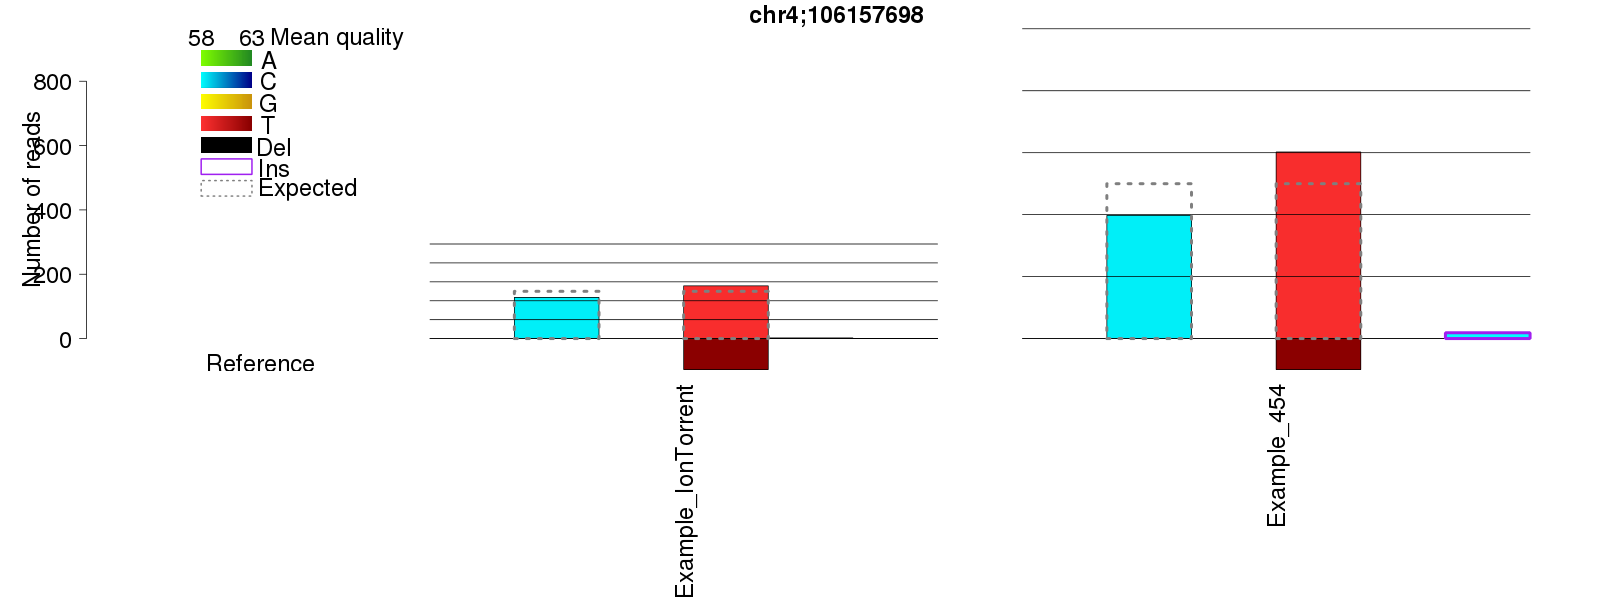 chr4;106157698
58 63 Mean quality
A
C
G
T
Del
Ins
Expected
Number of reads
800
600
400
200
0
Reference
Example_IonTorrent
Example_454